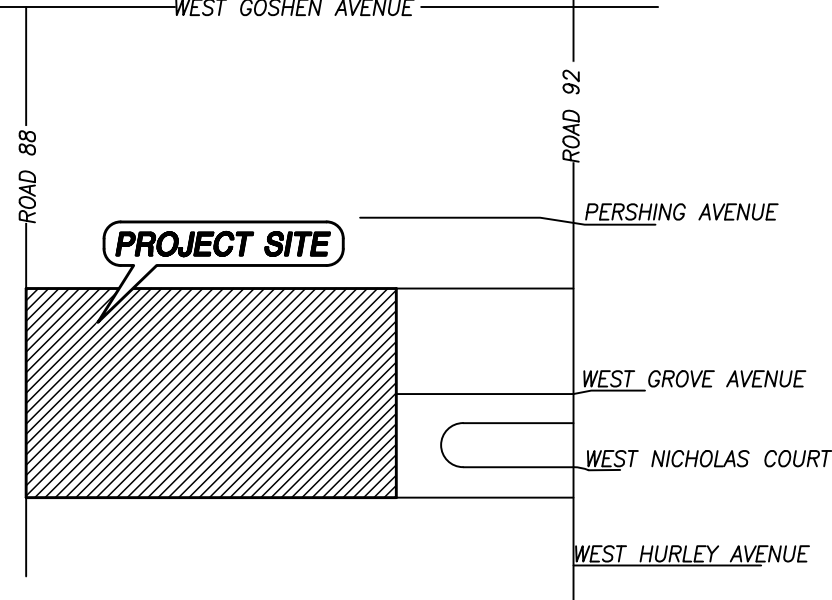 WEST GOSHEN AVENUE
ROAD 92
ROAD 88
PERSHING AVENUE
PROJECT SITE
WEST GROVE AVENUE
WEST NICHOLAS COURT
WEST HURLEY AVENUE